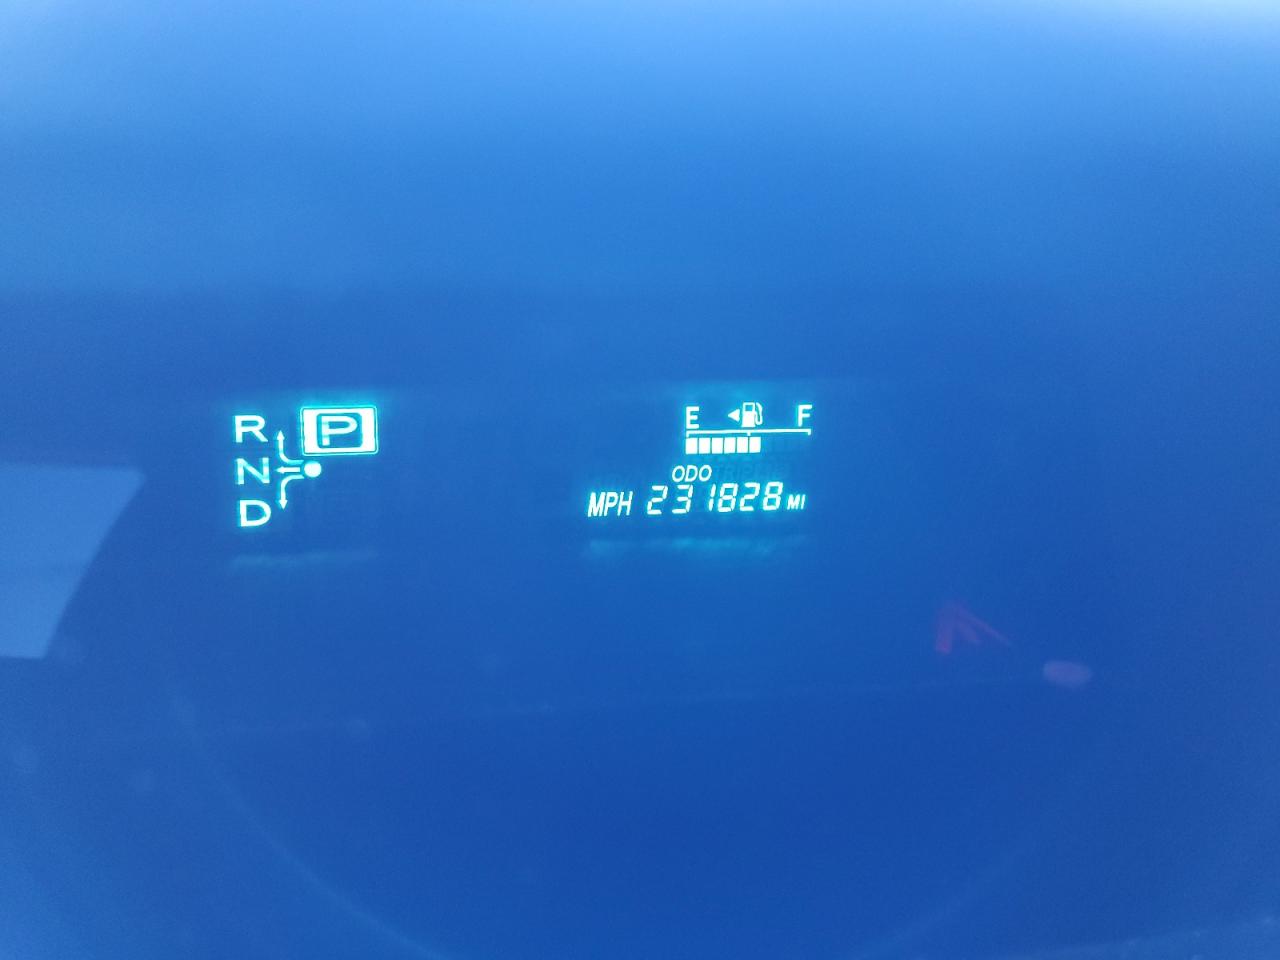 R P
N
D
E F
ODO
MPH 231828 MI